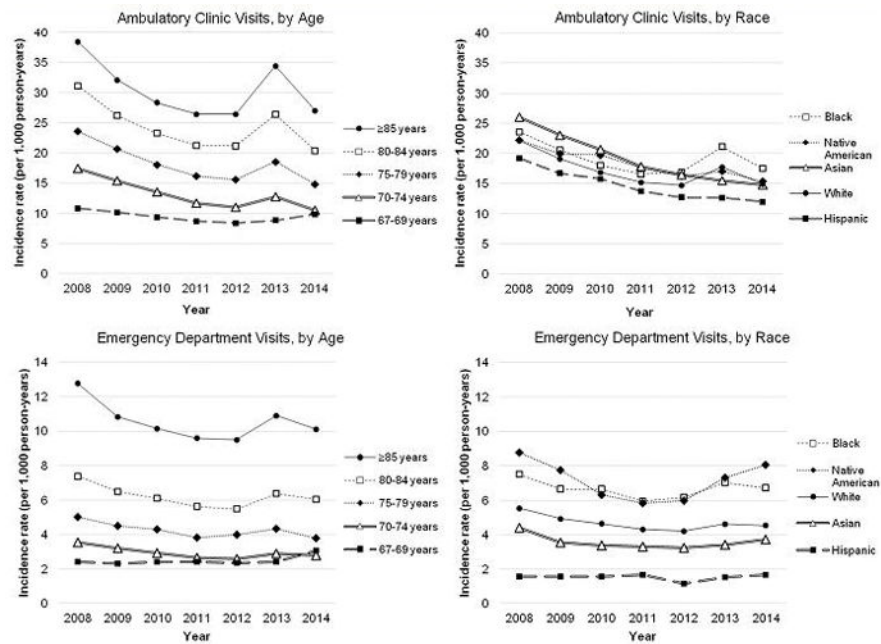 Ambulatory Clinic Visits, by Age
Incidence rate (per 1,000 person-years)
40
35
30
25
20
15
10
5
0
2008 2009 2010 2011 2012 2013 2014
Year
≥85 years
80-84 years
75-79 years
70-74 years
67-69 years
Ambulatory Clinic Visits, by Race
Incidence rate (per 1,000 person-years)
40
35
30
25
20
15
10
5
0
2008 2009 2010 2011 2012 2013 2014
Year
Black
Native
American
Asian
White
Hispanic
Emergency Department Visits, by Age
Incidence rate (per 1,000 person-years)
14
12
10
8
6
4
2
0
2008 2009 2010 2011 2012 2013 2014
Year
≥85 years
80-84 years
75-79 years
70-74 years
67-69 years
Emergency Department Visits, by Race
Incidence rate (per 1,000 person-years)
14
12
10
8
6
4
2
0
2008 2009 2010 2011 2012 2013 2014
Year
Black
Native
American
White
Asian
Hispanic